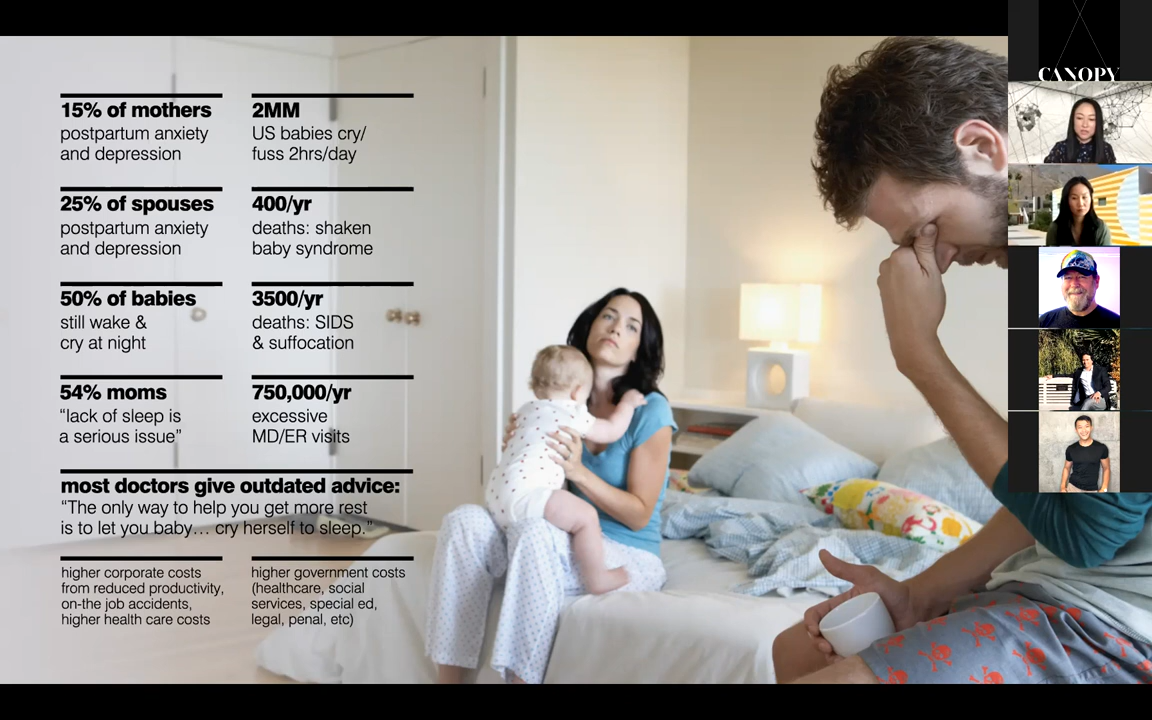 CANOPY
15% of mothers
postpartum anxiety
and depression
2MM
US babies cry/
fuss 2hrs/day
25% of spouses
postpartum anxiety
and depression
400/yr
deaths: shaken
baby syndrome
50% of babies
still wake &
cry at night
3500/yr
deaths: SIDS
& suffocation
54% moms
“lack of sleep is
a serious issue”
750,000/yr
excessive
MD/ER visits
most doctors give outdated advice:
“The only way to help you get more rest
is to let you baby… cry herself to sleep.”
higher corporate costs
from reduced productivity,
on-the job accidents,
higher health care costs
higher government costs
(healthcare, social
services, special ed,
legal, penal, etc)